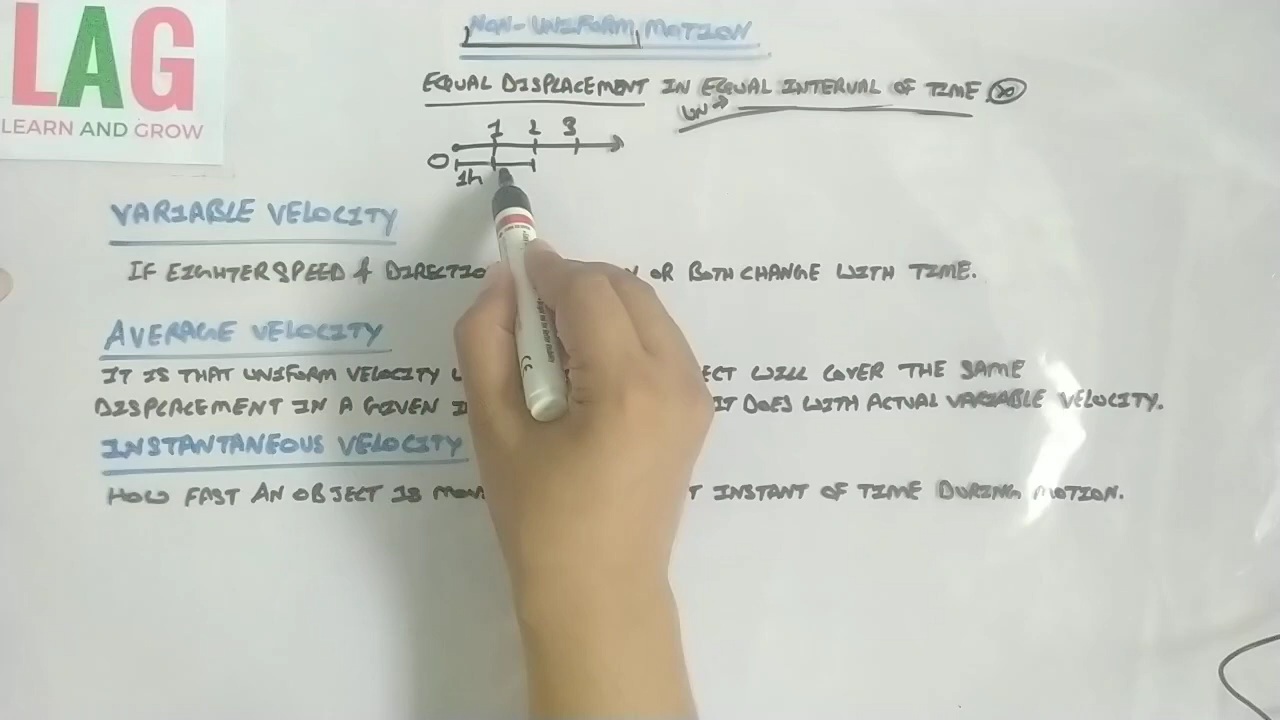 LAG
LEARN AND GROW
NON-UNIFORM MOTION
EQUAL DISPLACEMENT IN EQUAL INTERVAL OF TIME
UN
1 2 3
O
1h
VARIABLE VELOCITY
IF EIGHTER SPEED & DIRECTIO OR BOTH CHANGE WITH TIME.
AVERAGE VELOCITY
IT IS THAT UNIFORM VELOCITY ECT WILL COVER THE SAME
DISPLACEMENT IN A GIVEN IT DOES WITH ACTUAL VARIABLE VELOCITY.
INSTANTANEOUS VELOCITY
HOW FAST AN OBJECT IS INSTANT OF TIME DURING MOTION.